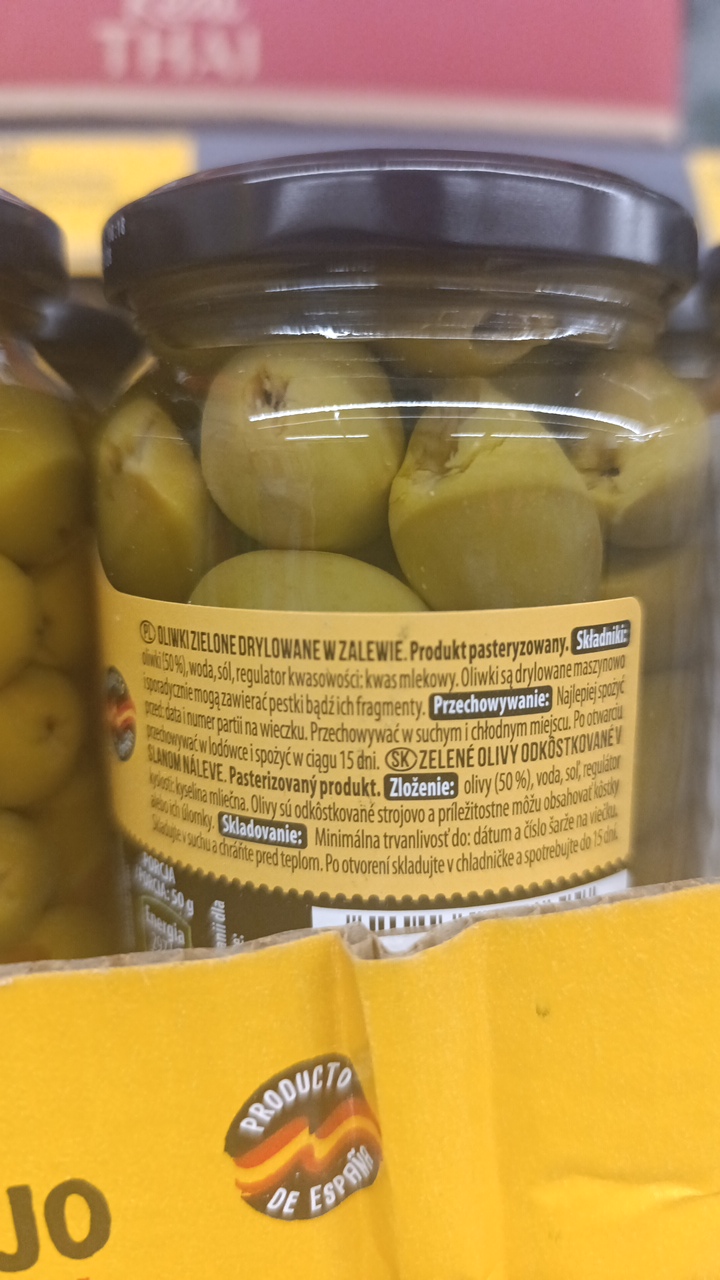 THAI
PL OLIWKI ZIELONE DRYLOWANE W ZALEWIE. Produkt pasteryzowany. Składniki:
oliwki (50%), woda, sól, regulator kwasowości: kwas mlekowy. Oliwki są drylowane maszynowo
i sporadycznie mogą zawierać pestki bądź ich fragmenty. Przechowywanie: Najlepiej spożyć
przed: data i numer partii na wieczku. Przechowywać w suchym i chłodnym miejscu. Po otwarciu
przechowywać w lodówce i spożyć w ciągu 15 dni. SK ZELENÉ OLIVY ODKÔSTKOVANÉ V
SLANOM NÁLEVE. Pasterizovaný produkt. Zloženie: olivy (50%), voda, soľ, regulátor
kyslosti: kyselina mliečna. Olivy sú odkôstkované strojovo a príležitostne môžu obsahovať kôstky
alebo ich úlomky. Skladovanie: Minimálna trvanlivosť do: dátum a číslo šarže na viečku.
Skladujte v suchu a chráňte pred teplom. Po otvorení skladujte v chladničke a spotrebujte do 15 dní.
PORCJA
PORCIA: 50 g
Energia
PRODUCTO
DE ESPAÑA
JO